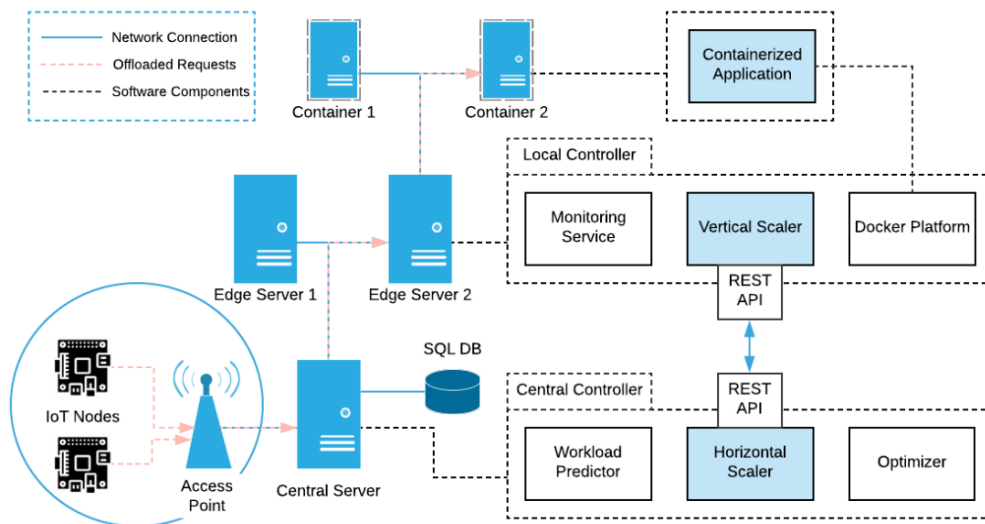 Network Connection
Offloaded Requests
Software Components
Container 1
Container 2
Containerized
Application
Local Controller
Monitoring
Service
Vertical Scaler
Docker Platform
REST
API
Edge Server 1
Edge Server 2
SQL DB
IoT Nodes
Access
Point
Central Server
Central Controller
REST
API
Workload
Predictor
Horizontal
Scaler
Optimizer